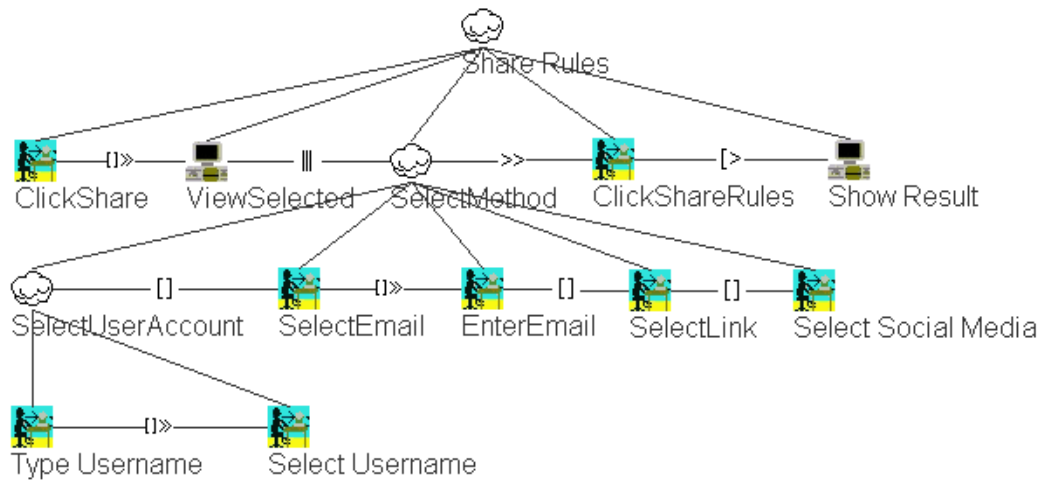 Share Rules
[]» ||| >> [>
ClickShare ViewSelected SelectMethod ClickShareRules Show Result
[] []» [] []
SelectUserAccount SelectEmail EnterEmail SelectLink Select Social Media
[]»
Type Username Select Username